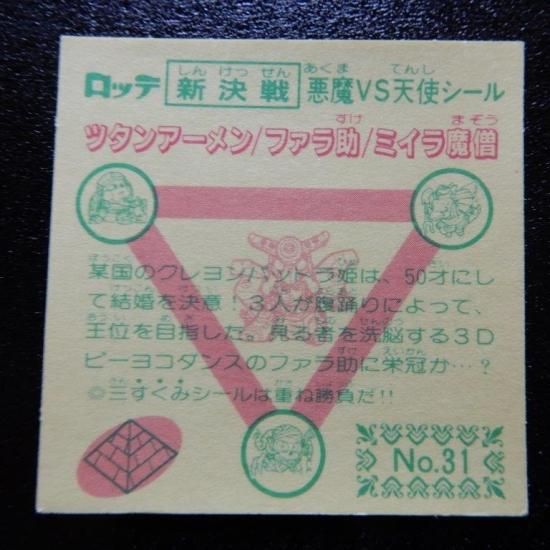 ロッテ 新決戦 悪魔VS天使シール
しんけっせん あくま てんし
ツタンアーメン/ファラ助/ミイラ魔僧
すけ まぞう
某国のクレヨンパットラ姫は、50才にし
て結婚を決意!3人が腹踊りによって、
王位を目指した。見る者を洗脳する3D
ピーヨコダンスのファラ助に栄冠か…?
◎三すくみシールは重ね勝負だ!!
No.31